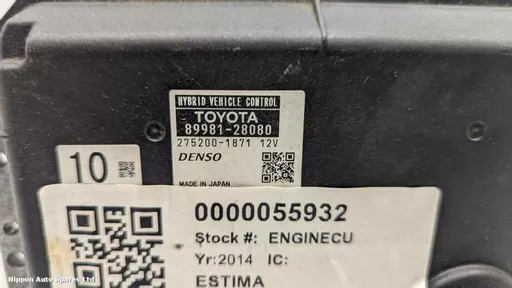 HYBRID VEHICLE CONTROL
TOYOTA
89981-28080
275200-1871 12V
DENSO
MADE IN JAPAN
10
0000055932
Stock #: ENGINECU
Yr:2014 IC:
ESTIMA
Nippon Auto Spares Ltd